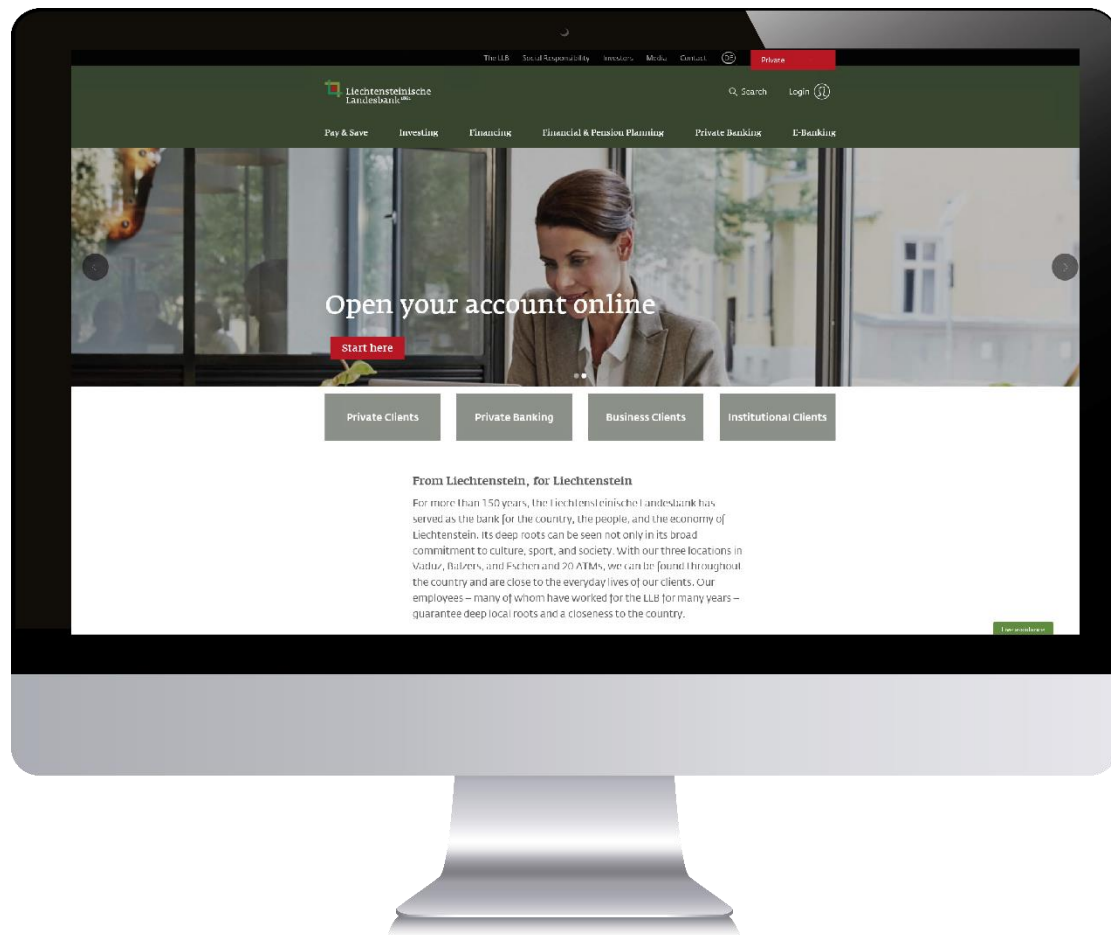 The LLB Social Responsibility Investors Media Contact DE Private
Liechtensteinische
Landesbank 1861
Search Login
Pay & Save Investing Financing Financial & Pension Planning Private Banking E-Banking
Open your account online
Start here
Private Clients Private Banking Business Clients Institutional Clients
From Liechtenstein, for Liechtenstein
For more than 150 years, the Liechtensteinische Landesbank has
served as the bank for the country, the people, and the economy of
Liechtenstein. Its deep roots can be seen not only in its broad
commitment to culture, sport, and society. With our three locations in
Vaduz, Balzers, and Eschen and 20 ATMs, we can be found throughout
the country and are close to the everyday lives of our clients. Our
employees – many of whom have worked for the LLB for many years –
guarantee deep local roots and a closeness to the country.